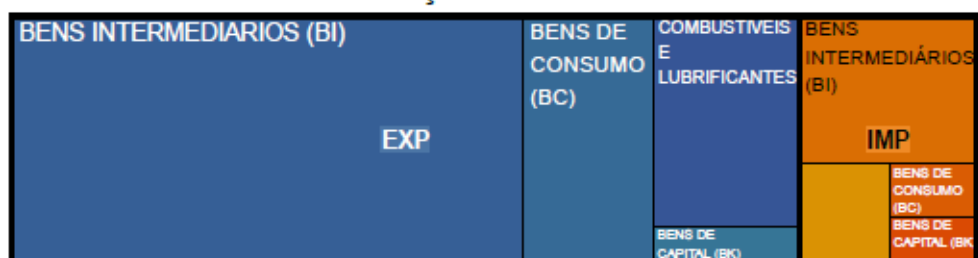 BENS INTERMEDIARIOS (BI)
EXP
BENS DE
CONSUMO
(BC)
COMBUSTIVEIS
E
LUBRIFICANTES
BENS DE
CAPITAL (BK)
BENS
INTERMEDIÁRIOS
(BI)
IMP
BENS DE
CONSUMO
(BC)
BENS DE
CAPITAL (BK